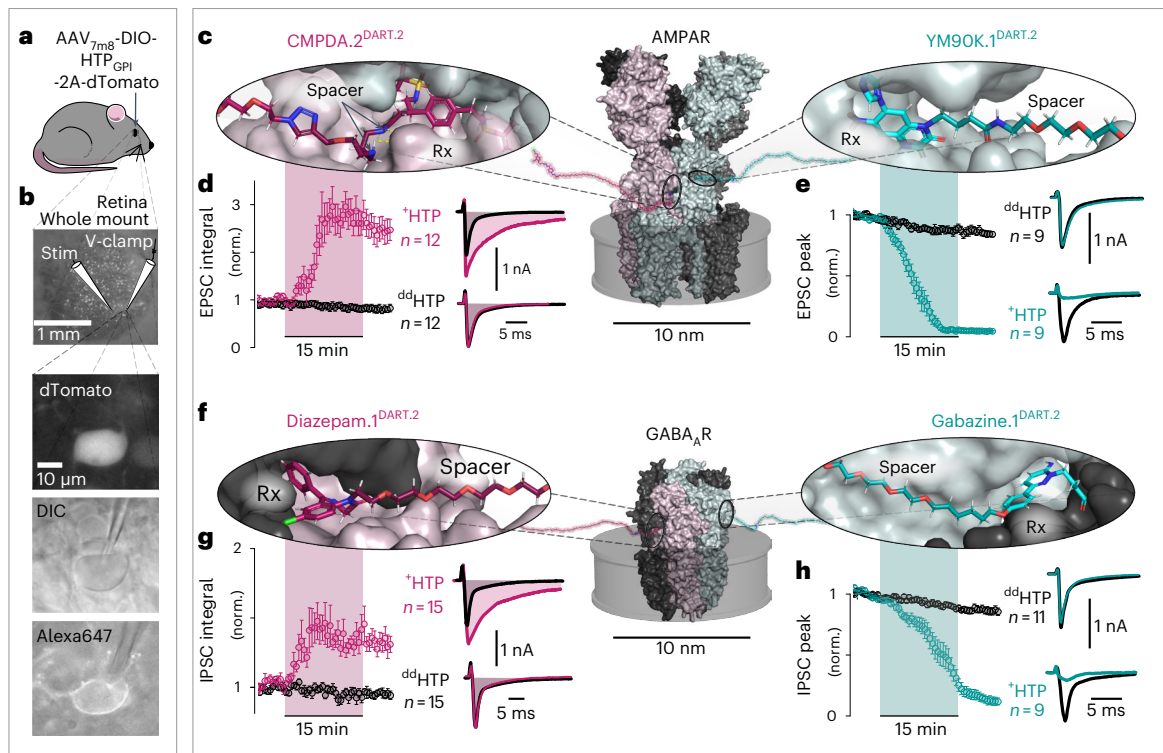 a
AAV7m8-DIO-
HTPGPI
-2A-dTomato
b
Retina
Whole mount
V-clamp
Stim
1 mm
dTomato
10 μm
DIC
Alexa647
c
CMPDA.2DART.2
Spacer
Rx
AMPAR
10 nm
YM90K.1DART.2
Spacer
Rx
d
EPSC integral
(norm.)
3
1
0
15 min
+HTP
n = 12
ddHTP
n = 12
1 nA
5 ms
e
EPSC peak
(norm.)
1
0
15 min
ddHTP
n = 9
+HTP
n = 9
1 nA
5 ms
f
Diazepam.1DART.2
Rx
Spacer
GABAAR
10 nm
Gabazine.1DART.2
Spacer
Rx
g
IPSC integral
(norm.)
2
1
15 min
+HTP
n = 15
ddHTP
n = 15
1 nA
5 ms
h
IPSC peak
(norm.)
1
0
15 min
ddHTP
n = 11
+HTP
n = 9
1 nA
5 ms